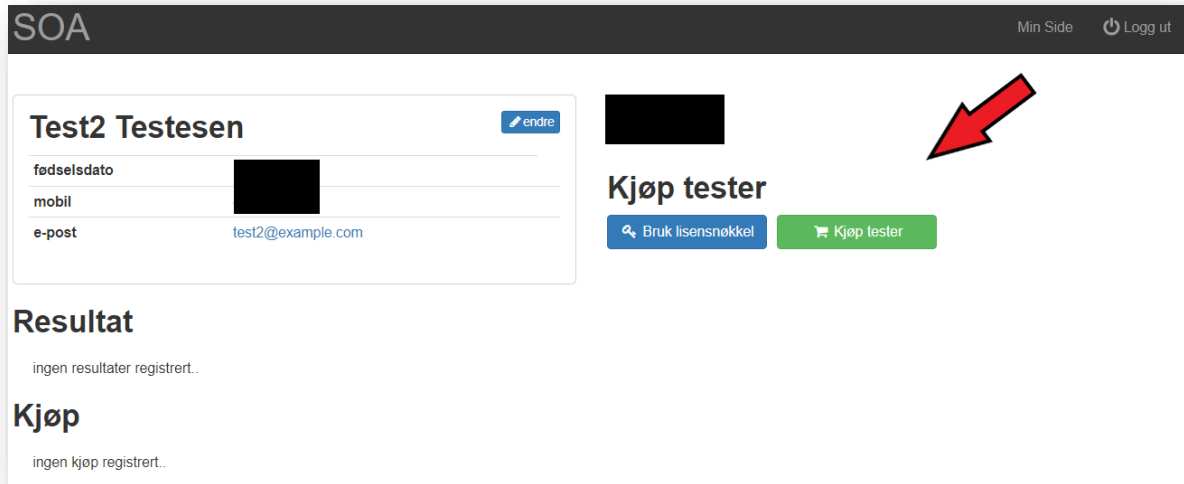 SOA
Min Side
Logg ut
Test2 Testesen
endre
fødselsdato
mobil
e-post
test2@example.com
Kjøp tester
Bruk lisensnøkkel
Kjøp tester
Resultat
ingen resultater registrert..
Kjøp
ingen kjøp registrert..